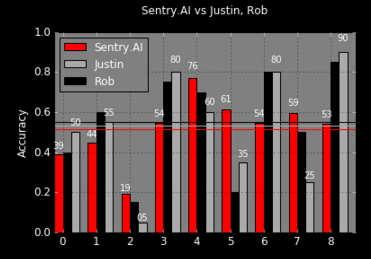 Sentry.AI vs Justin, Rob
Accuracy
1.0
0.8
0.6
0.4
0.2
0.0
Sentry.AI
Justin
Rob
39 50 44 55 19 05 54 80 76 60 61 35 54 80 59 25 53 90
0 1 2 3 4 5 6 7 8